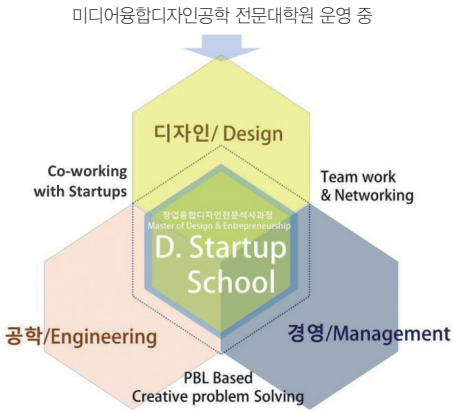 미디어융합디자인공학 전문대학원 운영 중
디자인/ Design
Co-working
with Startups
Team work
& Networking
창업융합디자인전문석사과정
Master of Design & Entrepreneurship
D. Startup
School
공학/Engineering
경영/Management
PBL Based
Creative problem Solving